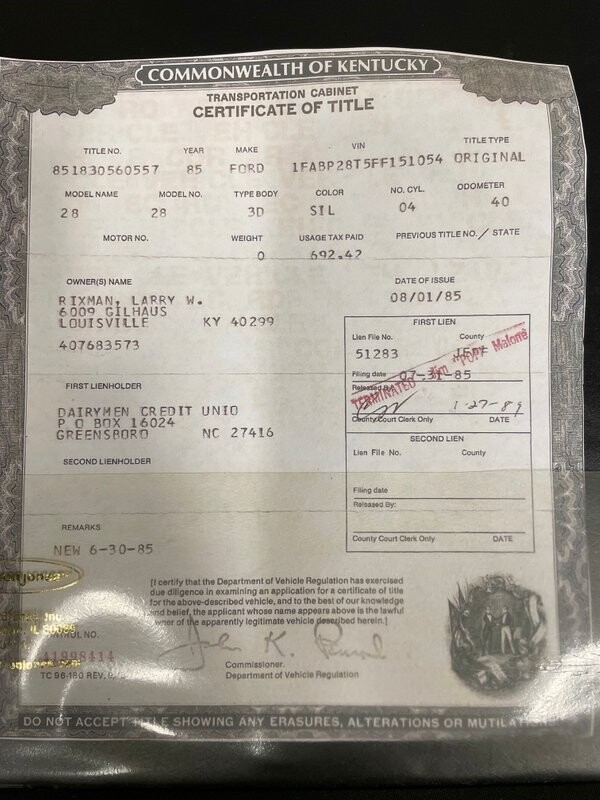 COMMONWEALTH OF KENTUCKY
TRANSPORTATION CABINET
CERTIFICATE OF TITLE
TITLE NO. YEAR MAKE VIN TITLE TYPE
851830560557 85 FORD 1FABP28T5FF151054 ORIGINAL
MODEL NAME MODEL NO. TYPE BODY COLOR NO. CYL. ODOMETER
28 28 3D SIL 04 40
MOTOR NO. WEIGHT USAGE TAX PAID PREVIOUS TITLE NO. / STATE
0 692.42
OWNER(S) NAME
RIXMAN, LARRY W.
6009 GILHAUS
LOUISVILLE KY 40299
407683573
DATE OF ISSUE
08/01/85
FIRST LIEN
Lien File No. County
51283 JEFF
Filing date 07-31-85
Released By:
TERMINATED Jim "POP" Malone
1-27-89
County Court Clerk Only DATE
FIRST LIENHOLDER
DAIRYMEN CREDIT UNIO
P O BOX 16024
GREENSBORO NC 27416
SECOND LIENHOLDER
SECOND LIEN
Lien File No. County
Filing date
Released By:
County Court Clerk Only DATE
REMARKS
NEW 6-30-85
[I certify that the Department of Vehicle Regulation has exercised
due diligence in examining an application for a certificate of title
for the above-described vehicle, and to the best of our knowledge
and belief, the applicant whose name appears above is the lawful
owner of the apparently legitimate vehicle described herein.]
John K.
Commissioner.
Department of Vehicle Regulation
Inc.
IL
NO.
A1998414
TC 96-180 REV.
DO NOT ACCEPT TITLE SHOWING ANY ERASURES, ALTERATIONS OR